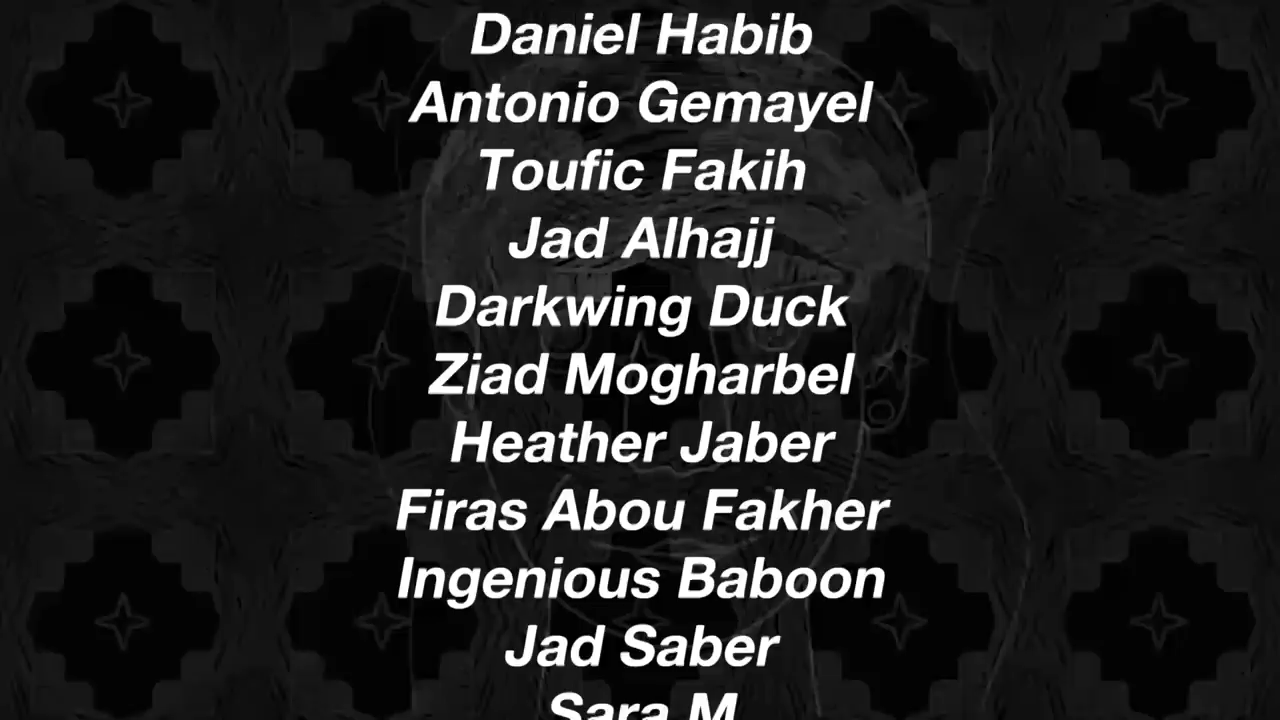 Daniel Habib
Antonio Gemayel
Toufic Fakih
Jad Alhajj
Darkwing Duck
Ziad Mogharbel
Heather Jaber
Firas Abou Fakher
Ingenious Baboon
Jad Saber
Sara M